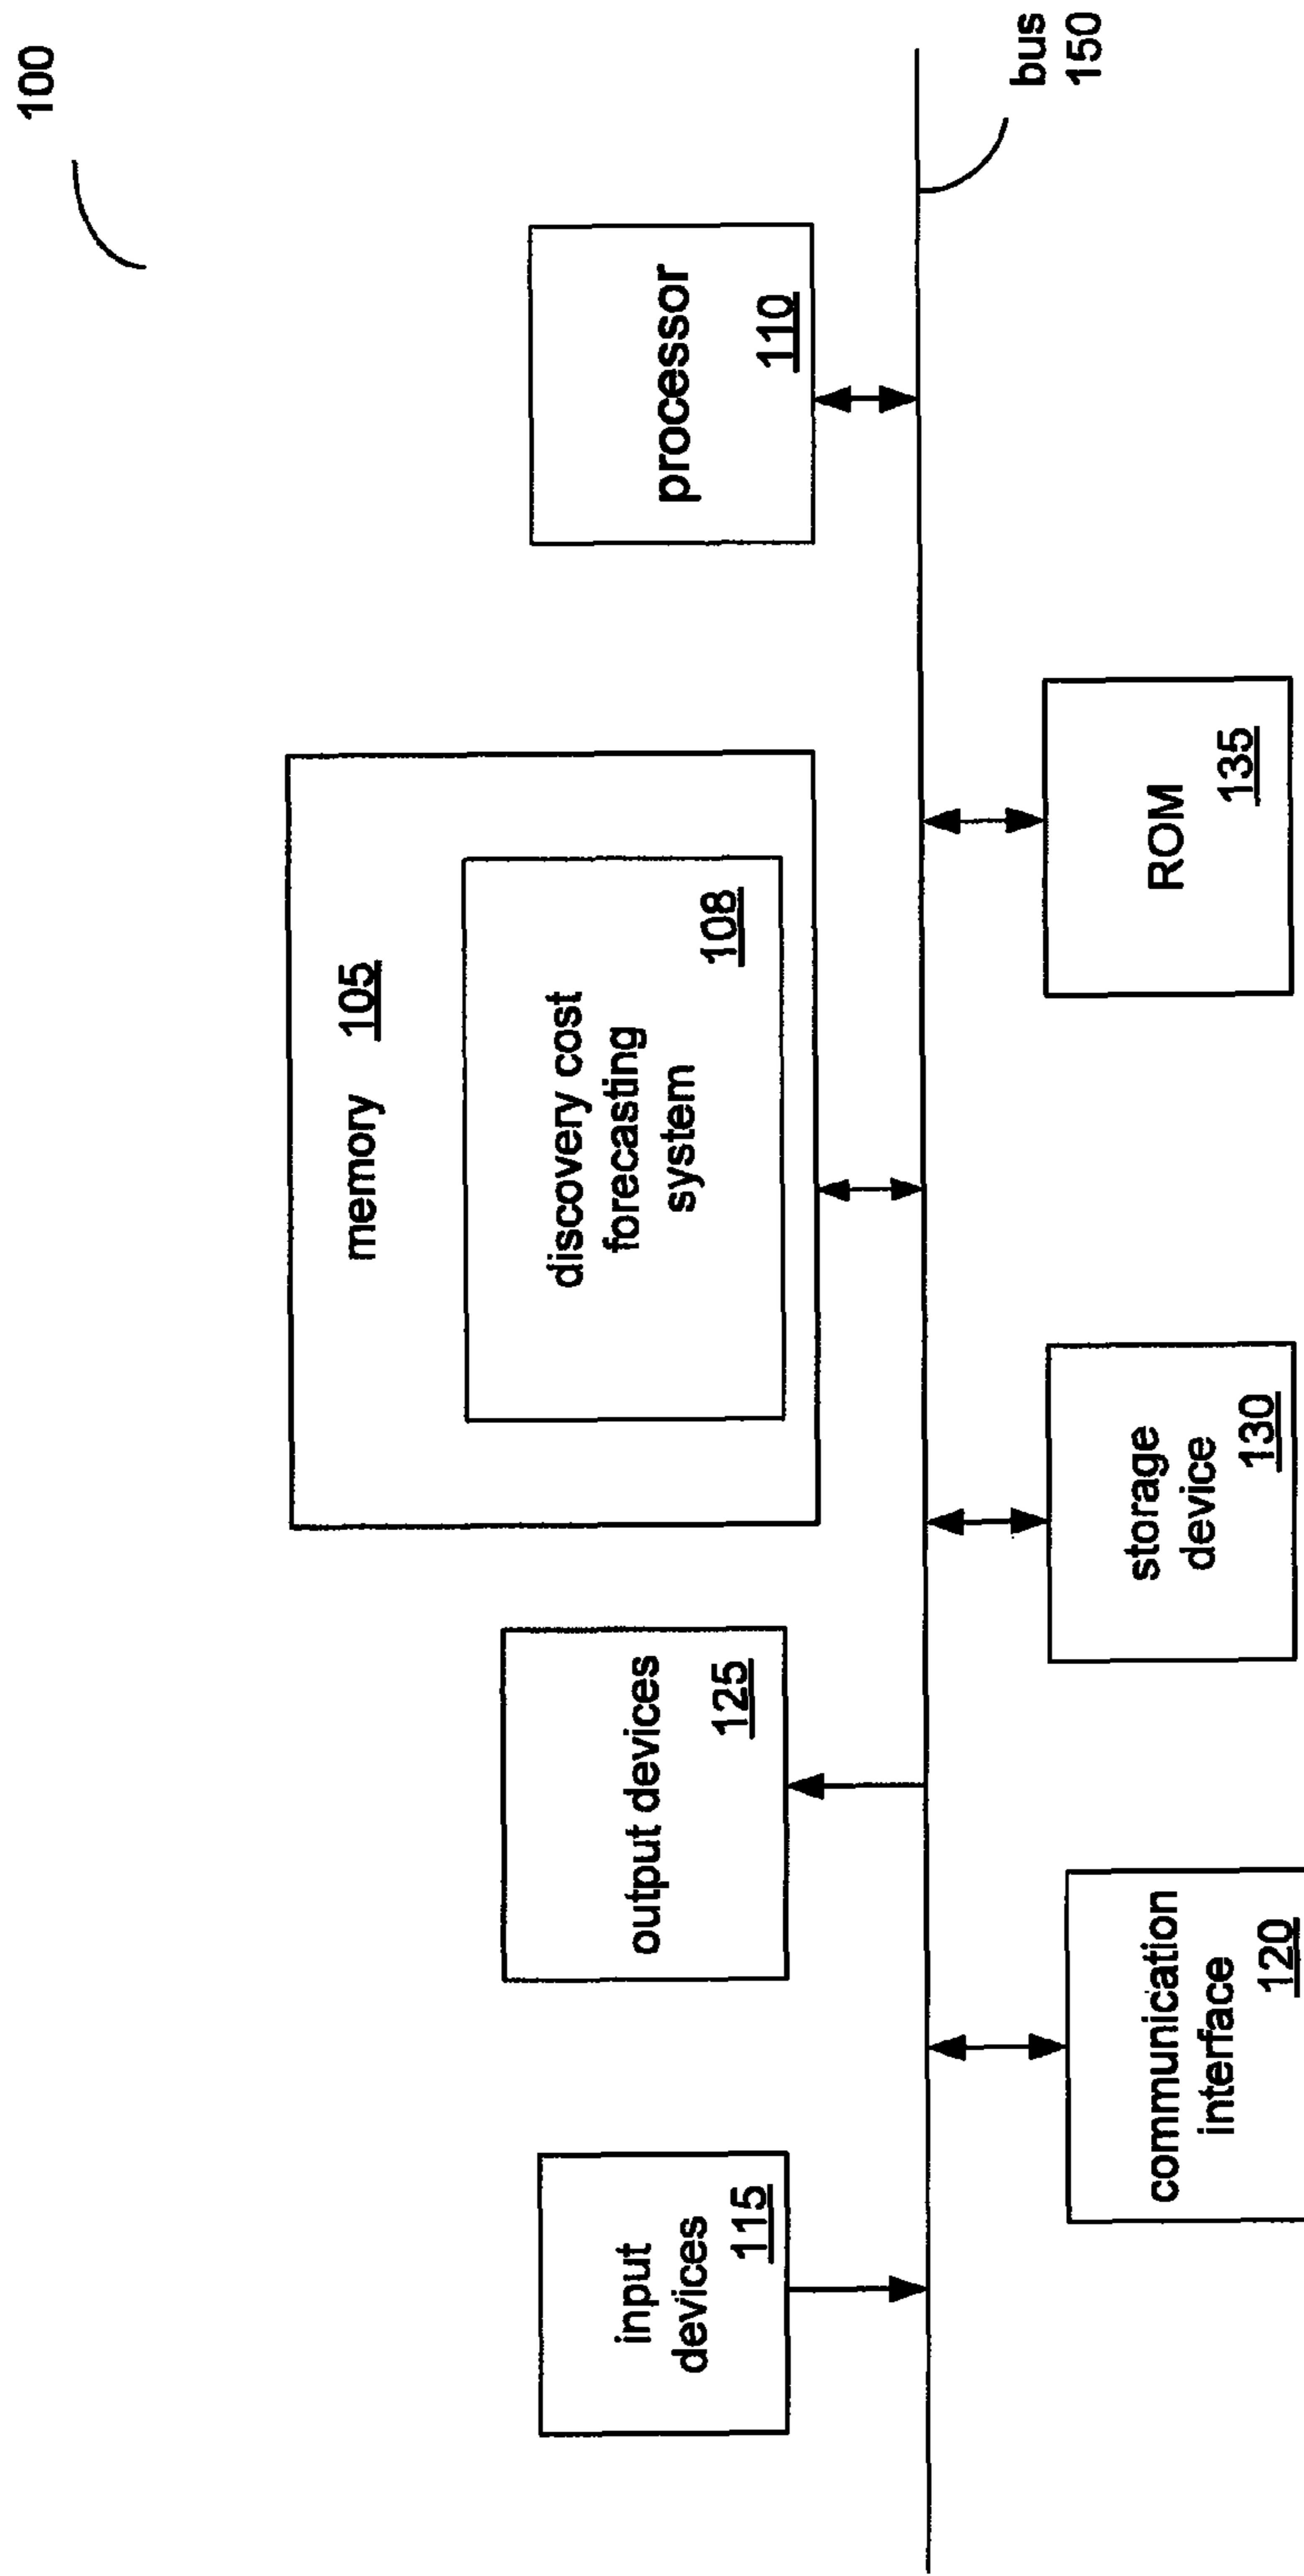 100
memory 105
discovery cost
forecasting
system
108
input
devices
115
output devices
125
processor
110
bus
150
communication
interface
120
storage
device
130
ROM
135